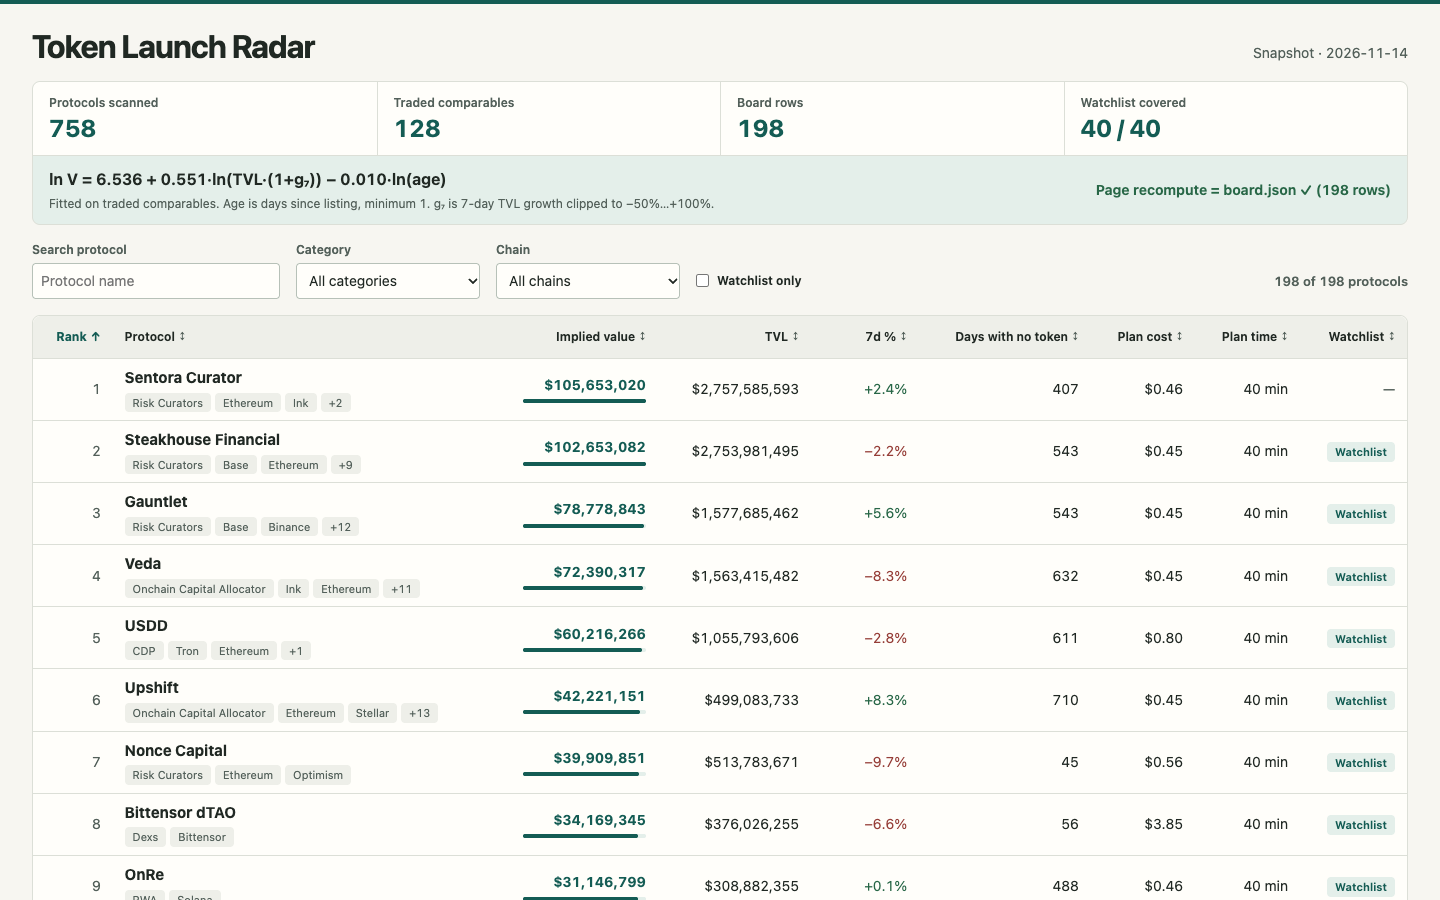 Token Launch Radar
Snapshot · 2026-11-14
Protocols scanned
758
Traded comparables
128
Board rows
198
Watchlist covered
40 / 40
ln V = 6.536 + 0.551·ln(TVL·(1+g₇)) − 0.010·ln(age)
Fitted on traded comparables. Age is days since listing, minimum 1. g₇ is 7-day TVL growth clipped to −50%…+100%.
Page recompute = board.json ✓ (198 rows)
Search protocol
Protocol name
Category
All categories
Chain
All chains
Watchlist only
198 of 198 protocols
Rank ↑ Protocol ↕ Implied value ↕ TVL ↕ 7d % ↕ Days with no token ↕ Plan cost ↕ Plan time ↕ Watchlist ↕
1 Sentora Curator $105,653,020 $2,757,585,593 +2.4% 407 $0.46 40 min —
Risk Curators Ethereum Ink +2
2 Steakhouse Financial $102,653,082 $2,753,981,495 −2.2% 543 $0.45 40 min Watchlist
Risk Curators Base Ethereum +9
3 Gauntlet $78,778,843 $1,577,685,462 +5.6% 543 $0.45 40 min Watchlist
Risk Curators Base Binance +12
4 Veda $72,390,317 $1,563,415,482 −8.3% 632 $0.45 40 min Watchlist
Onchain Capital Allocator Ink Ethereum +11
5 USDD $60,216,266 $1,055,793,606 −2.8% 611 $0.80 40 min Watchlist
CDP Tron Ethereum +1
6 Upshift $42,221,151 $499,083,733 +8.3% 710 $0.45 40 min Watchlist
Onchain Capital Allocator Ethereum Stellar +13
7 Nonce Capital $39,909,851 $513,783,671 −9.7% 45 $0.56 40 min Watchlist
Risk Curators Ethereum Optimism
8 Bittensor dTAO $34,169,345 $376,026,255 −6.6% 56 $3.85 40 min Watchlist
Dexs Bittensor
9 OnRe $31,146,799 $308,882,355 +0.1% 488 $0.46 40 min Watchlist
RWA Solana